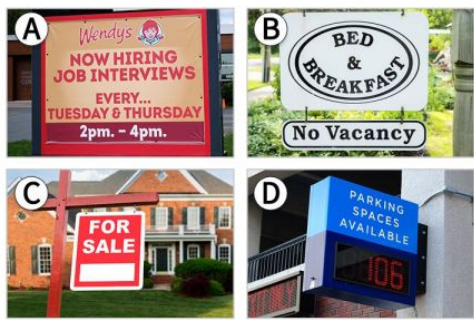 A
Wendy's
NOW HIRING
JOB INTERVIEWS
EVERY...
TUESDAY & THURSDAY
2pm. - 4pm.
B
BED
&
BREAKFAST
No Vacancy
C
FOR
SALE
D
PARKING
SPACES
AVAILABLE
106